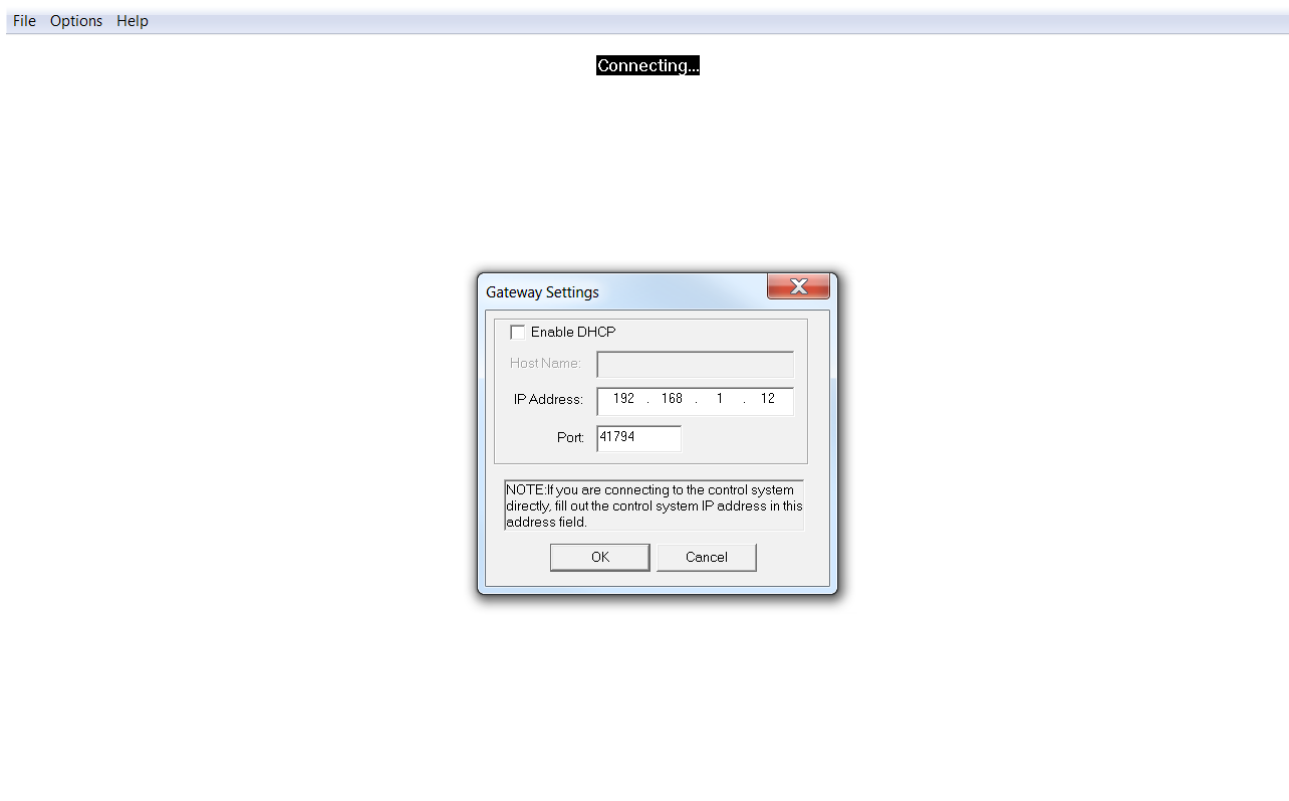 File Options Help
Connecting...
Gateway Settings
Enable DHCP
Host Name:
IP Address: 192 . 168 . 1 . 12
Port: 41794
NOTE:If you are connecting to the control system
directly, fill out the control system IP address in this
address field.
OK Cancel